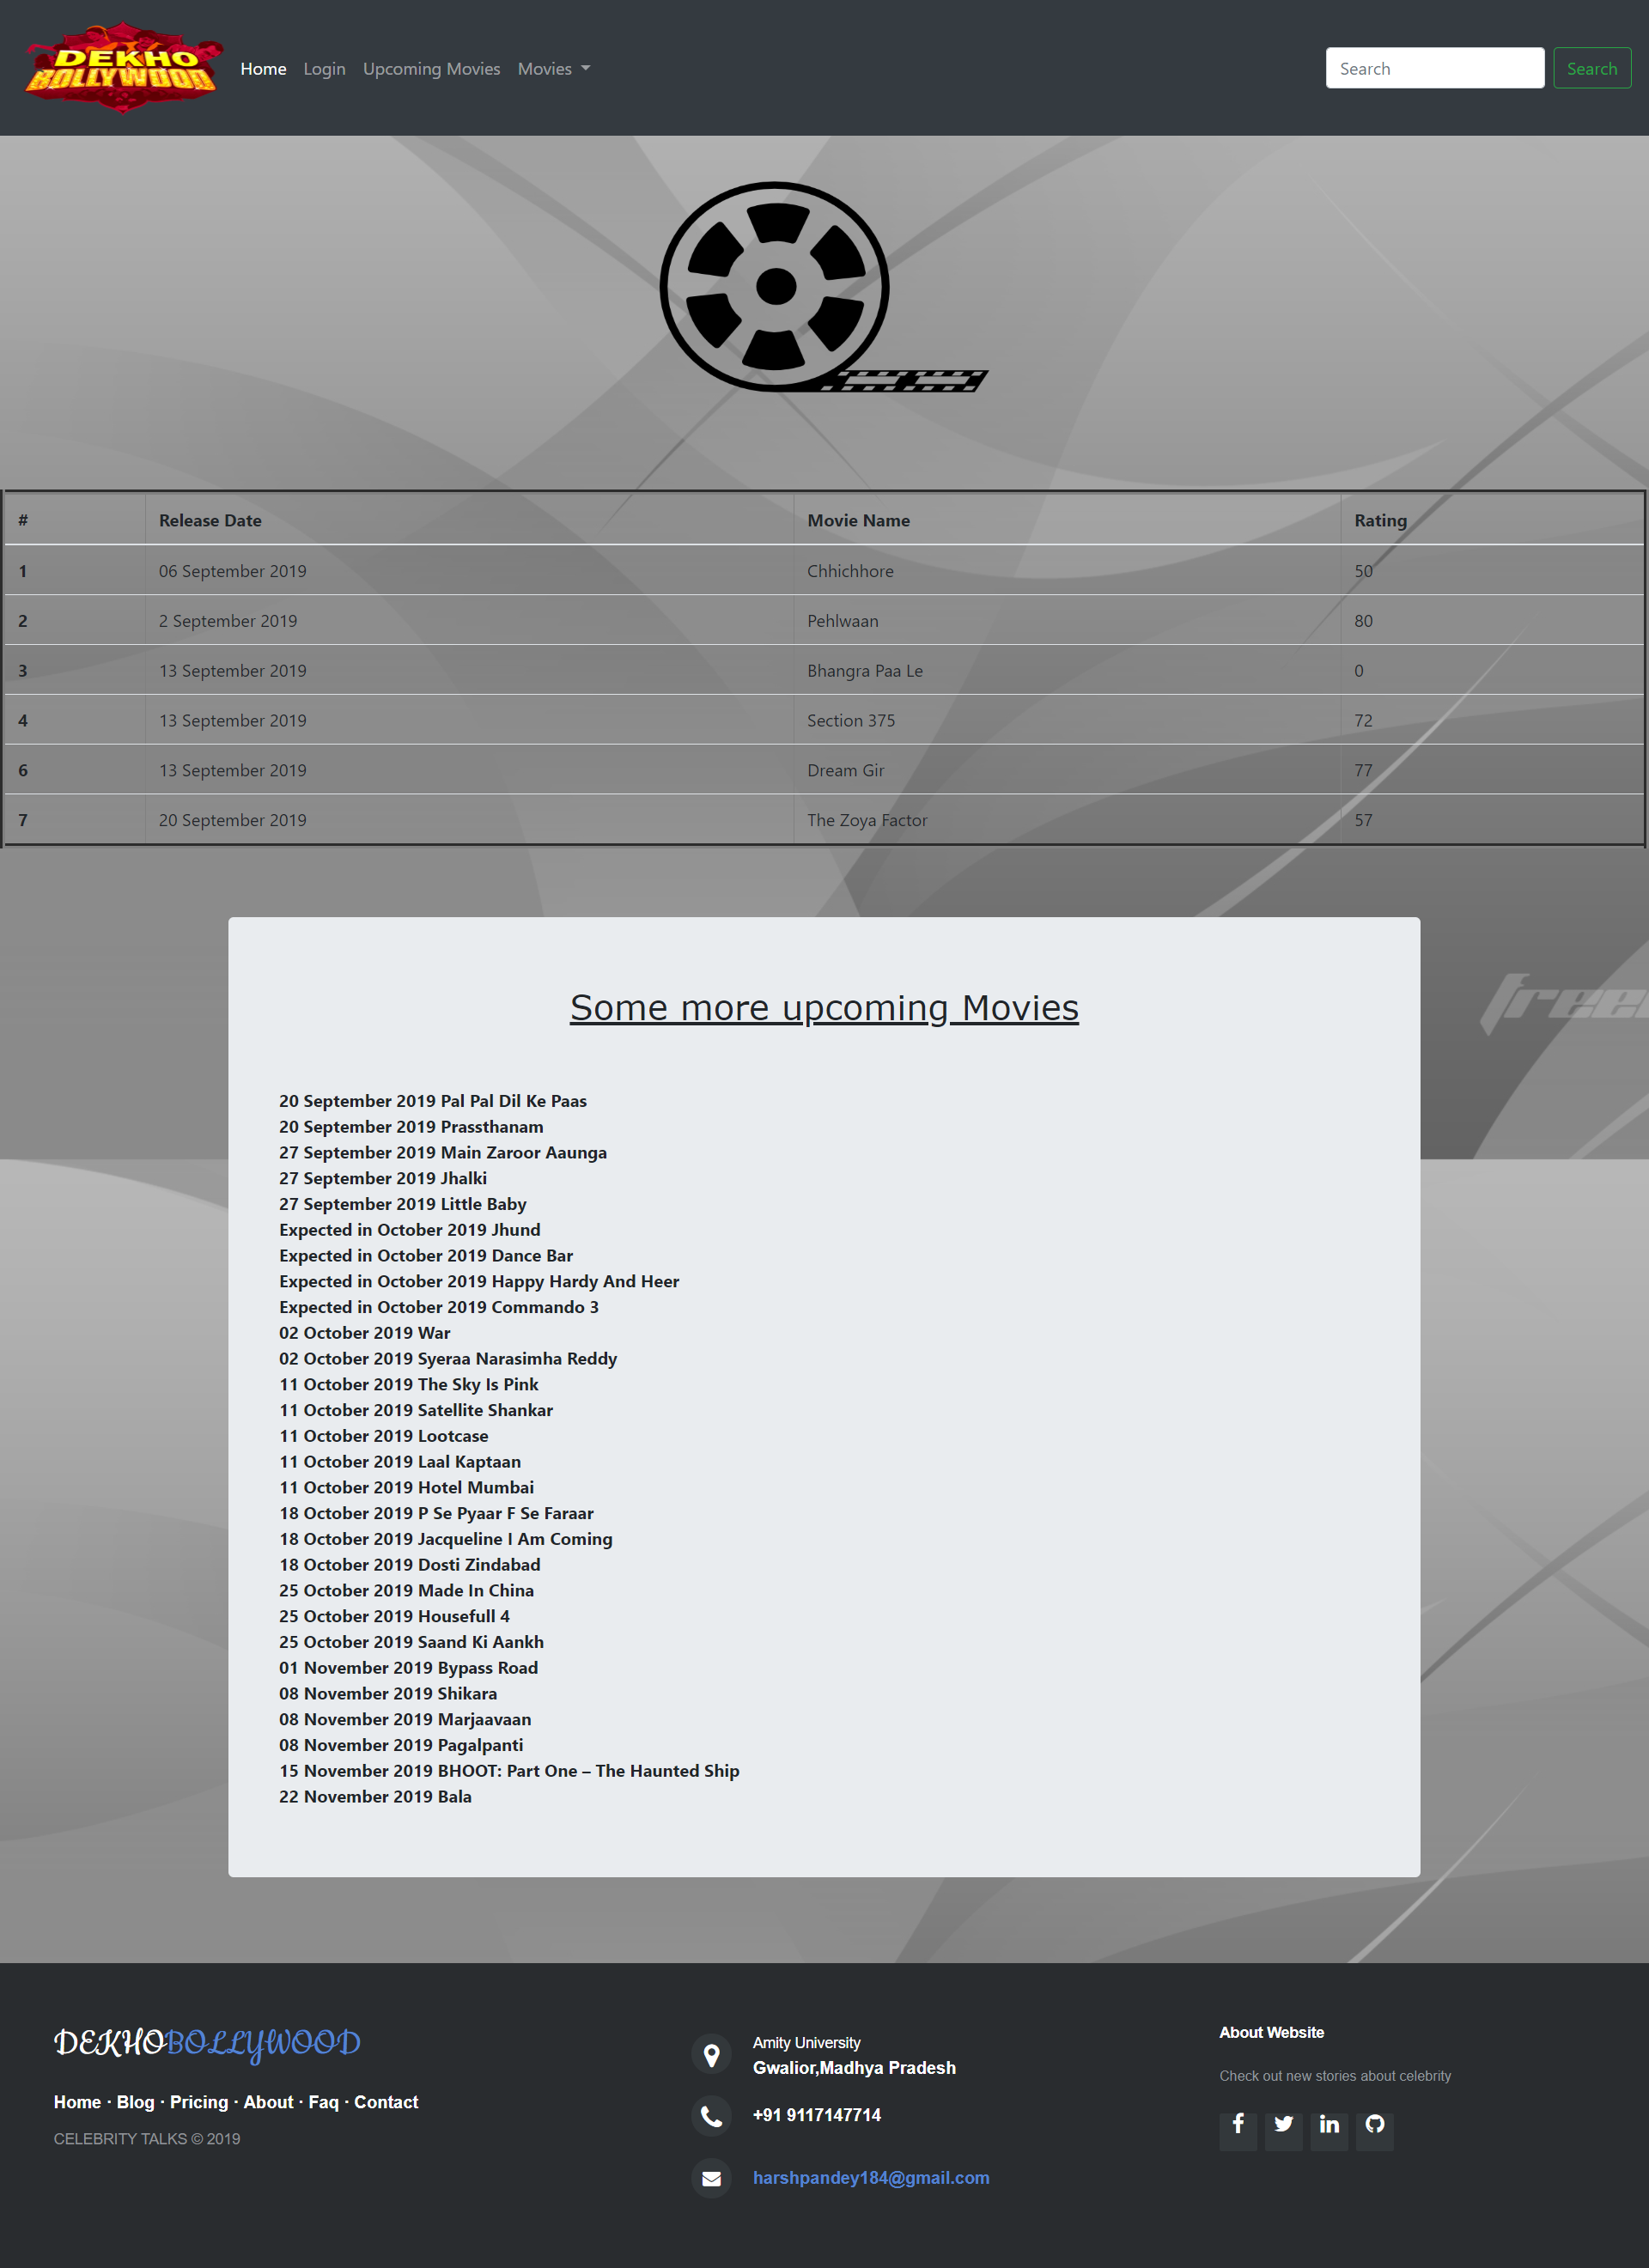 DEKHO
BOLLYWOOD
Home Login Upcoming Movies Movies
Search Search
# Release Date Movie Name Rating
1 06 September 2019 Chhichhore 50
2 2 September 2019 Pehlwaan 80
3 13 September 2019 Bhangra Paa Le 0
4 13 September 2019 Section 375 72
6 13 September 2019 Dream Gir 77
7 20 September 2019 The Zoya Factor 57
Some more upcoming Movies
20 September 2019 Pal Pal Dil Ke Paas
20 September 2019 Prassthanam
27 September 2019 Main Zaroor Aaunga
27 September 2019 Jhalki
27 September 2019 Little Baby
Expected in October 2019 Jhund
Expected in October 2019 Dance Bar
Expected in October 2019 Happy Hardy And Heer
Expected in October 2019 Commando 3
02 October 2019 War
02 October 2019 Syeraa Narasimha Reddy
11 October 2019 The Sky Is Pink
11 October 2019 Satellite Shankar
11 October 2019 Lootcase
11 October 2019 Laal Kaptaan
11 October 2019 Hotel Mumbai
18 October 2019 P Se Pyaar F Se Faraar
18 October 2019 Jacqueline I Am Coming
18 October 2019 Dosti Zindabad
25 October 2019 Made In China
25 October 2019 Housefull 4
25 October 2019 Saand Ki Aankh
01 November 2019 Bypass Road
08 November 2019 Shikara
08 November 2019 Marjaavaan
08 November 2019 Pagalpanti
15 November 2019 BHOOT: Part One – The Haunted Ship
22 November 2019 Bala
DEKHOBOLLYWOOD
Home · Blog · Pricing · About · Faq · Contact
CELEBRITY TALKS © 2019
Amity University
Gwalior,Madhya Pradesh
+91 9117147714
harshpandey184@gmail.com
About Website
Check out new stories about celebrity